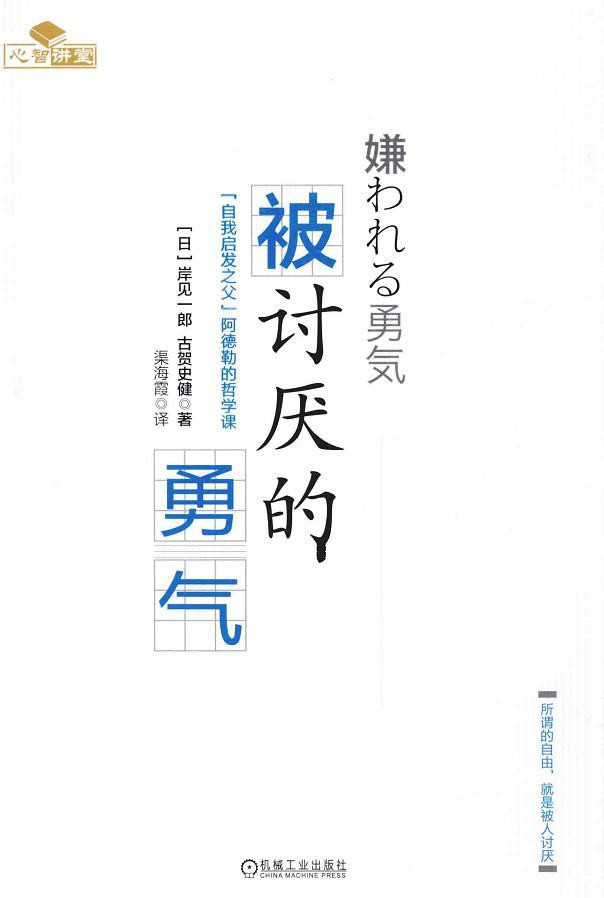 心智讲堂
嫌われる勇気
被讨厌的
勇气
「自我启发之父」阿德勒的哲学课
[日]岸见一郎 古贺史健◎著
渠海霞◎译
所谓的自由，就是被人讨厌
机械工业出版社
CHINA MACHINE PRESS